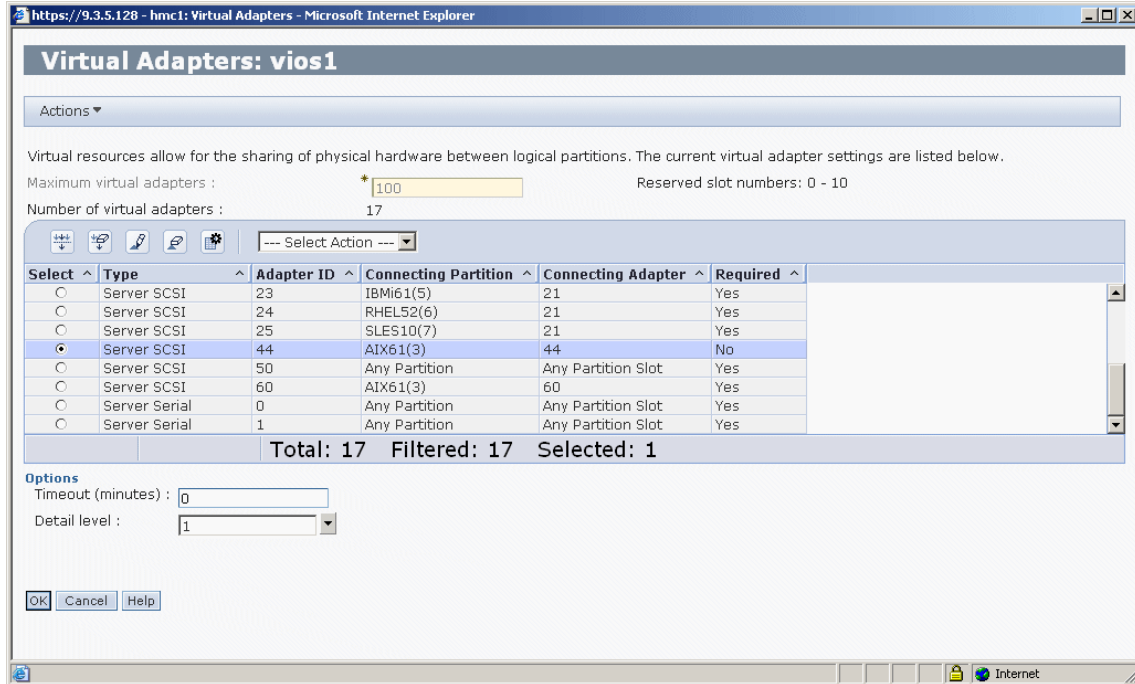 https://9.3.5.128 - hmc1: Virtual Adapters - Microsoft Internet Explorer
Virtual Adapters: vios1
Actions
Virtual resources allow for the sharing of physical hardware between logical partitions. The current virtual adapter settings are listed below.
Maximum virtual adapters : * 100 Reserved slot numbers: 0 - 10
Number of virtual adapters : 17
--- Select Action ---
Select ^ Type ^ Adapter ID ^ Connecting Partition ^ Connecting Adapter ^ Required ^
Server SCSI 23 IBMi61(5) 21 Yes
Server SCSI 24 RHEL52(6) 21 Yes
Server SCSI 25 SLES10(7) 21 Yes
Server SCSI 44 AIX61(3) 44 No
Server SCSI 50 Any Partition Any Partition Slot Yes
Server SCSI 60 AIX61(3) 60 Yes
Server Serial 0 Any Partition Any Partition Slot Yes
Server Serial 1 Any Partition Any Partition Slot Yes
Total: 17 Filtered: 17 Selected: 1
Options
Timeout (minutes) : 0
Detail level : 1
OK Cancel Help
Internet